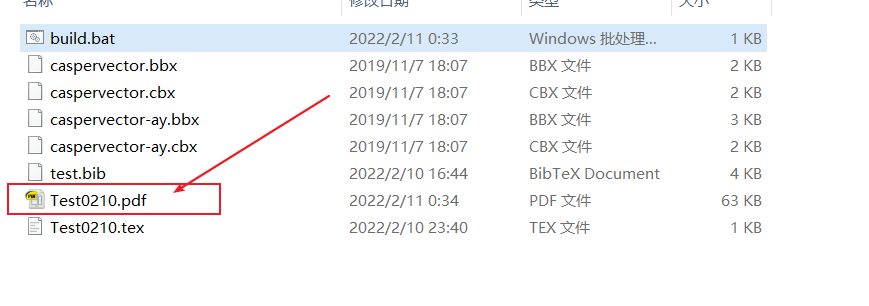 名称 修改日期 类型 大小
build.bat 2022/2/11 0:33 Windows 批处理... 1 KB
caspervector.bbx 2019/11/7 18:07 BBX 文件 2 KB
caspervector.cbx 2019/11/7 18:07 CBX 文件 2 KB
caspervector-ay.bbx 2019/11/7 18:07 BBX 文件 3 KB
caspervector-ay.cbx 2019/11/7 18:07 CBX 文件 2 KB
test.bib 2022/2/10 16:44 BibTeX Document 4 KB
Test0210.pdf 2022/2/11 0:34 PDF 文件 63 KB
Test0210.tex 2022/2/10 23:40 TEX 文件 1 KB